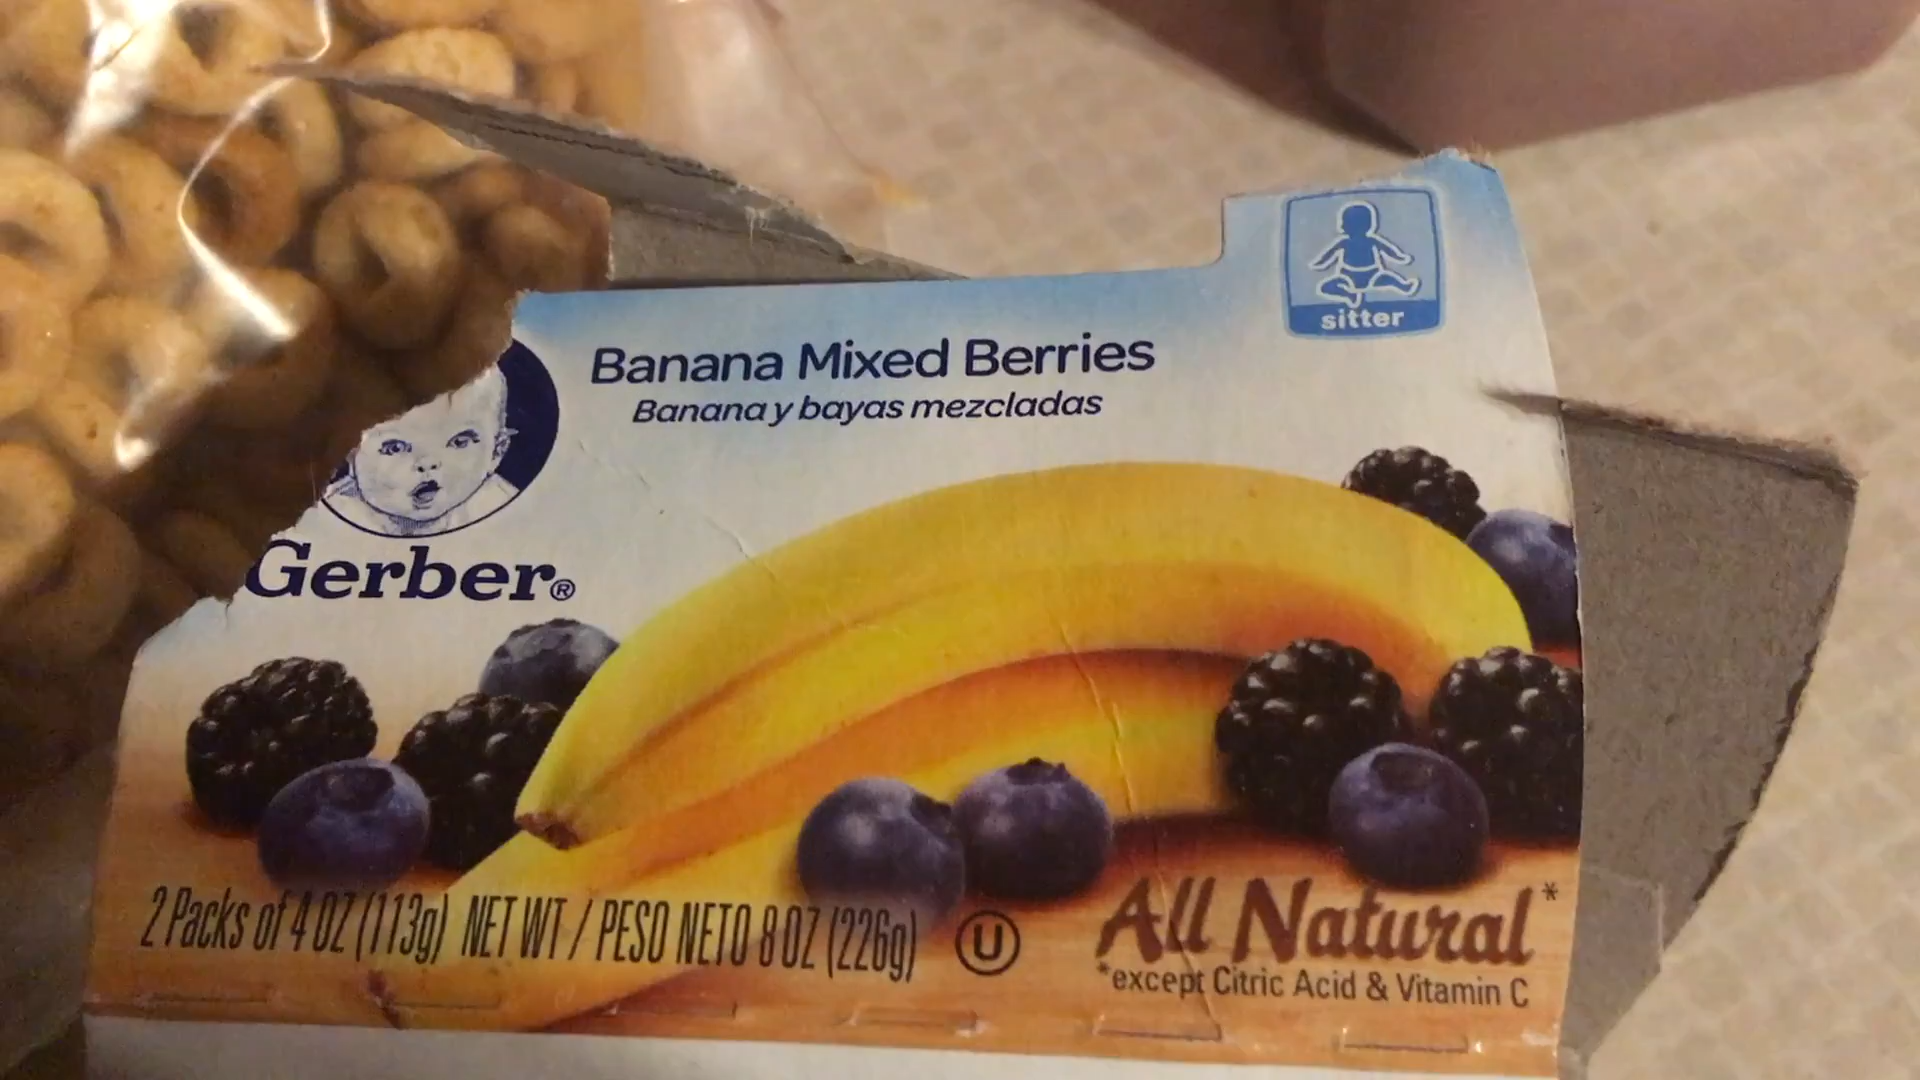 sitter
Banana Mixed Berries
Banana y bayas mezcladas
Gerber®
2 Packs of 4 OZ (113g) NET WT / PESO NETO 8 OZ (226g) U
All Natural*
*except Citric Acid & Vitamin C